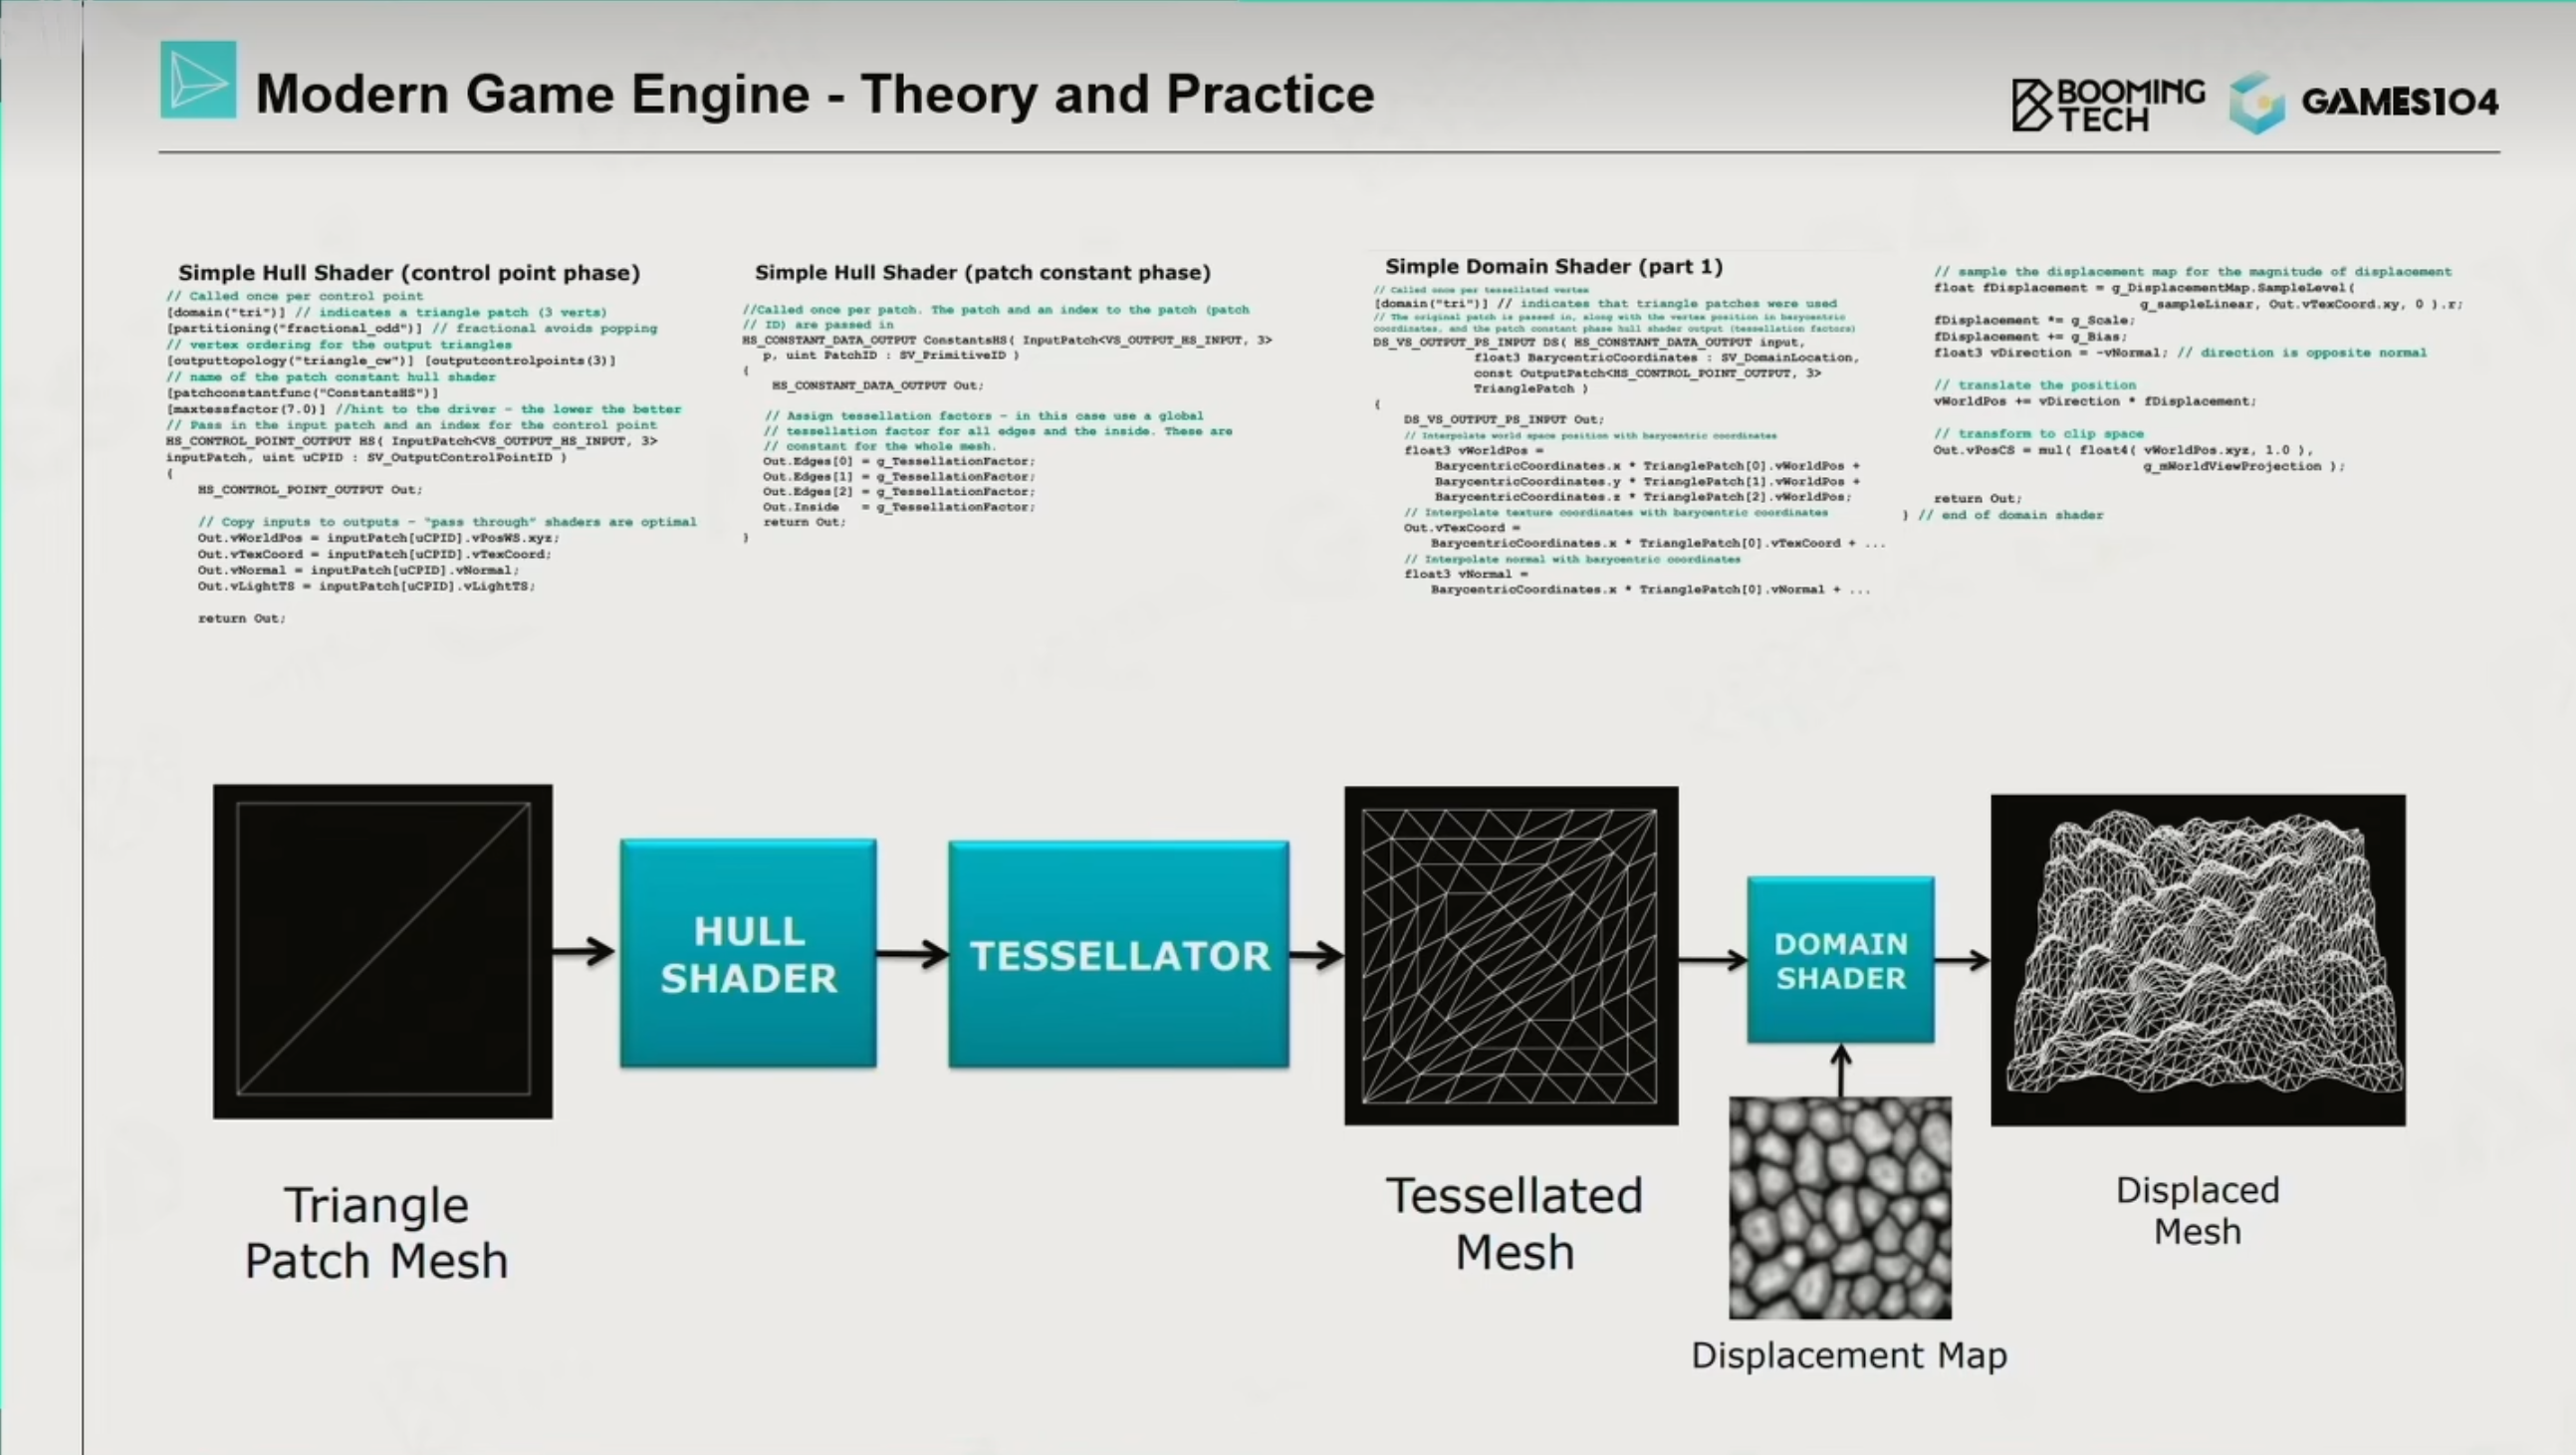 Modern Game Engine - Theory and Practice
BOOMING
TECH
GAMES104
Simple Hull Shader (control point phase)
// Called once per control point
[domain("tri")] // indicates a triangle patch (3 verts)
[partitioning("fractional_odd")] // fractional avoids popping
// vertex ordering for the output triangles
[outputtopology("triangle_cw")] [outputcontrolpoints(3)]
// name of the patch constant hull shader
[patchconstantfunc("ConstantsHS")]
[maxtessfactor(7.0)] //hint to the driver – the lower the better
// Pass in the input patch and an index for the control point
HS_CONTROL_POINT_OUTPUT HS( InputPatch<VS_OUTPUT_HS_INPUT, 3>
inputPatch, uint uCPID : SV_OutputControlPointID )
{
HS_CONTROL_POINT_OUTPUT Out;
// Copy inputs to outputs – "pass through" shaders are optimal
Out.vWorldPos = inputPatch[uCPID].vPosWS.xyz;
Out.vTexCoord = inputPatch[uCPID].vTexCoord;
Out.vNormal = inputPatch[uCPID].vNormal;
Out.vLightTS = inputPatch[uCPID].vLightTS;
return Out;
Simple Hull Shader (patch constant phase)
//Called once per patch. The patch and an index to the patch (patch
// ID) are passed in
HS_CONSTANT_DATA_OUTPUT ConstantsHS( InputPatch<VS_OUTPUT_HS_INPUT, 3>
p, uint PatchID : SV_PrimitiveID )
{
HS_CONSTANT_DATA_OUTPUT Out;
// Assign tessellation factors – in this case use a global
// tessellation factor for all edges and the inside. These are
// constant for the whole mesh.
Out.Edges[0] = g_TessellationFactor;
Out.Edges[1] = g_TessellationFactor;
Out.Edges[2] = g_TessellationFactor;
Out.Inside = g_TessellationFactor;
return Out;
}
Simple Domain Shader (part 1)
// Called once per tessellated vertex
[domain("tri")] // indicates that triangle patches were used
// The original patch is passed in, along with the vertex position in barycentric
coordinates, and the patch constant phase hull shader output (tessellation factors)
DS_VS_OUTPUT_PS_INPUT DS( HS_CONSTANT_DATA_OUTPUT input,
float3 BarycentricCoordinates : SV_DomainLocation,
const OutputPatch<HS_CONTROL_POINT_OUTPUT, 3>
TrianglePatch )
{
DS_VS_OUTPUT_PS_INPUT Out;
// Interpolate world space position with barycentric coordinates
float3 vWorldPos =
BarycentricCoordinates.x * TrianglePatch[0].vWorldPos +
BarycentricCoordinates.y * TrianglePatch[1].vWorldPos +
BarycentricCoordinates.z * TrianglePatch[2].vWorldPos;
// Interpolate texture coordinates with barycentric coordinates
Out.vTexCoord =
BarycentricCoordinates.x * TrianglePatch[0].vTexCoord + ...
// Interpolate normal with barycentric coordinates
float3 vNormal =
BarycentricCoordinates.x * TrianglePatch[0].vNormal + ...
// sample the displacement map for the magnitude of displacement
float fDisplacement = g_DisplacementMap.SampleLevel(
g_sampleLinear, Out.vTexCoord.xy, 0 ).r;
fDisplacement *= g_Scale;
fDisplacement += g_Bias;
float3 vDirection = -vNormal; // direction is opposite normal
// translate the position
vWorldPos += vDirection * fDisplacement;
// transform to clip space
Out.vPosCS = mul( float4( vWorldPos.xyz, 1.0 ),
g_mWorldViewProjection );
return Out;
} // end of domain shader
HULL
SHADER
TESSELLATOR
DOMAIN
SHADER
Triangle
Patch Mesh
Tessellated
Mesh
Displaced
Mesh
Displacement Map